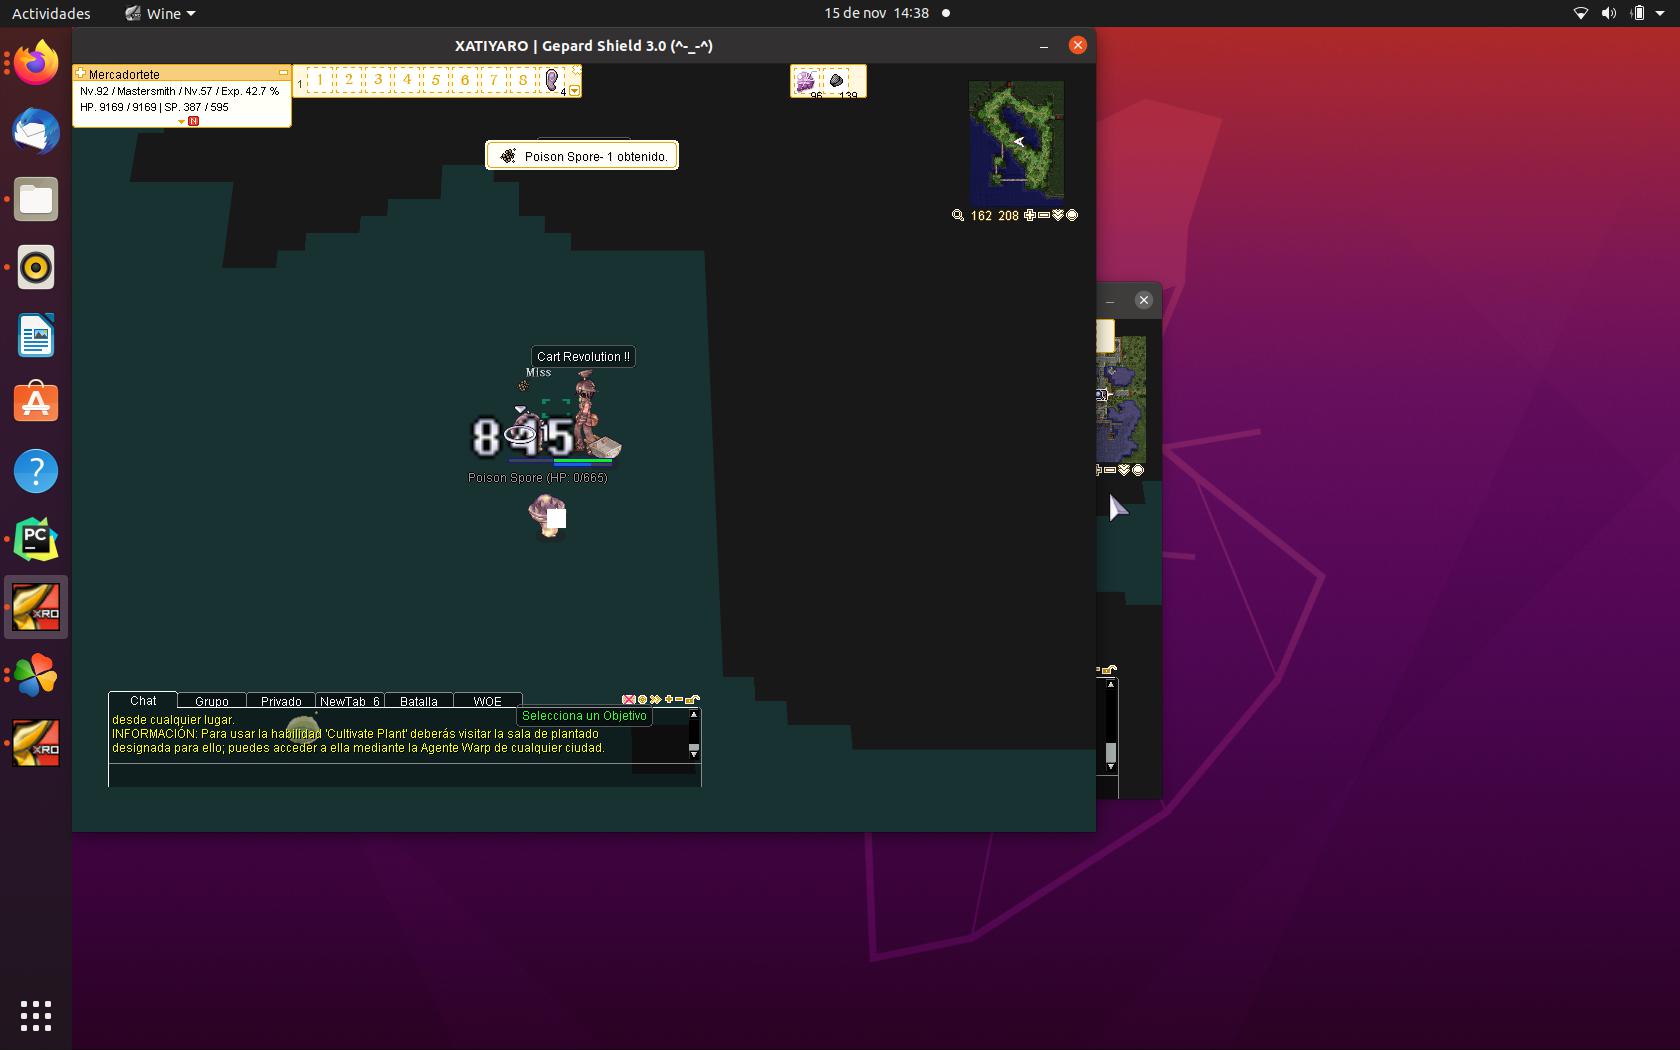 Actividades
Wine
15 de nov 14:38
XATIYARO | Gepard Shield 3.0 (^-_-^)
Mercadortete
Nv.92 / Mastersmith / Nv.57 / Exp. 42.7 %
HP. 9169 / 9169 | SP. 387 / 595
N
1 1 2 3 4 5 6 7 8 4
96 139
Poison Spore- 1 obtenido.
162 208
Cart Revolution !!
Miss
Poison Spore (HP: 0/665)
Chat Grupo Privado NewTab 6 Batalla WOE
Selecciona un Objetivo
desde cualquier lugar.
INFORMACIÓN: Para usar la habilidad 'Cultivate Plant' deberás visitar la sala de plantado
designada para ello; puedes acceder a ella mediante la Agente Warp de cualquier ciudad.
A
?
PC
XRO
XRO